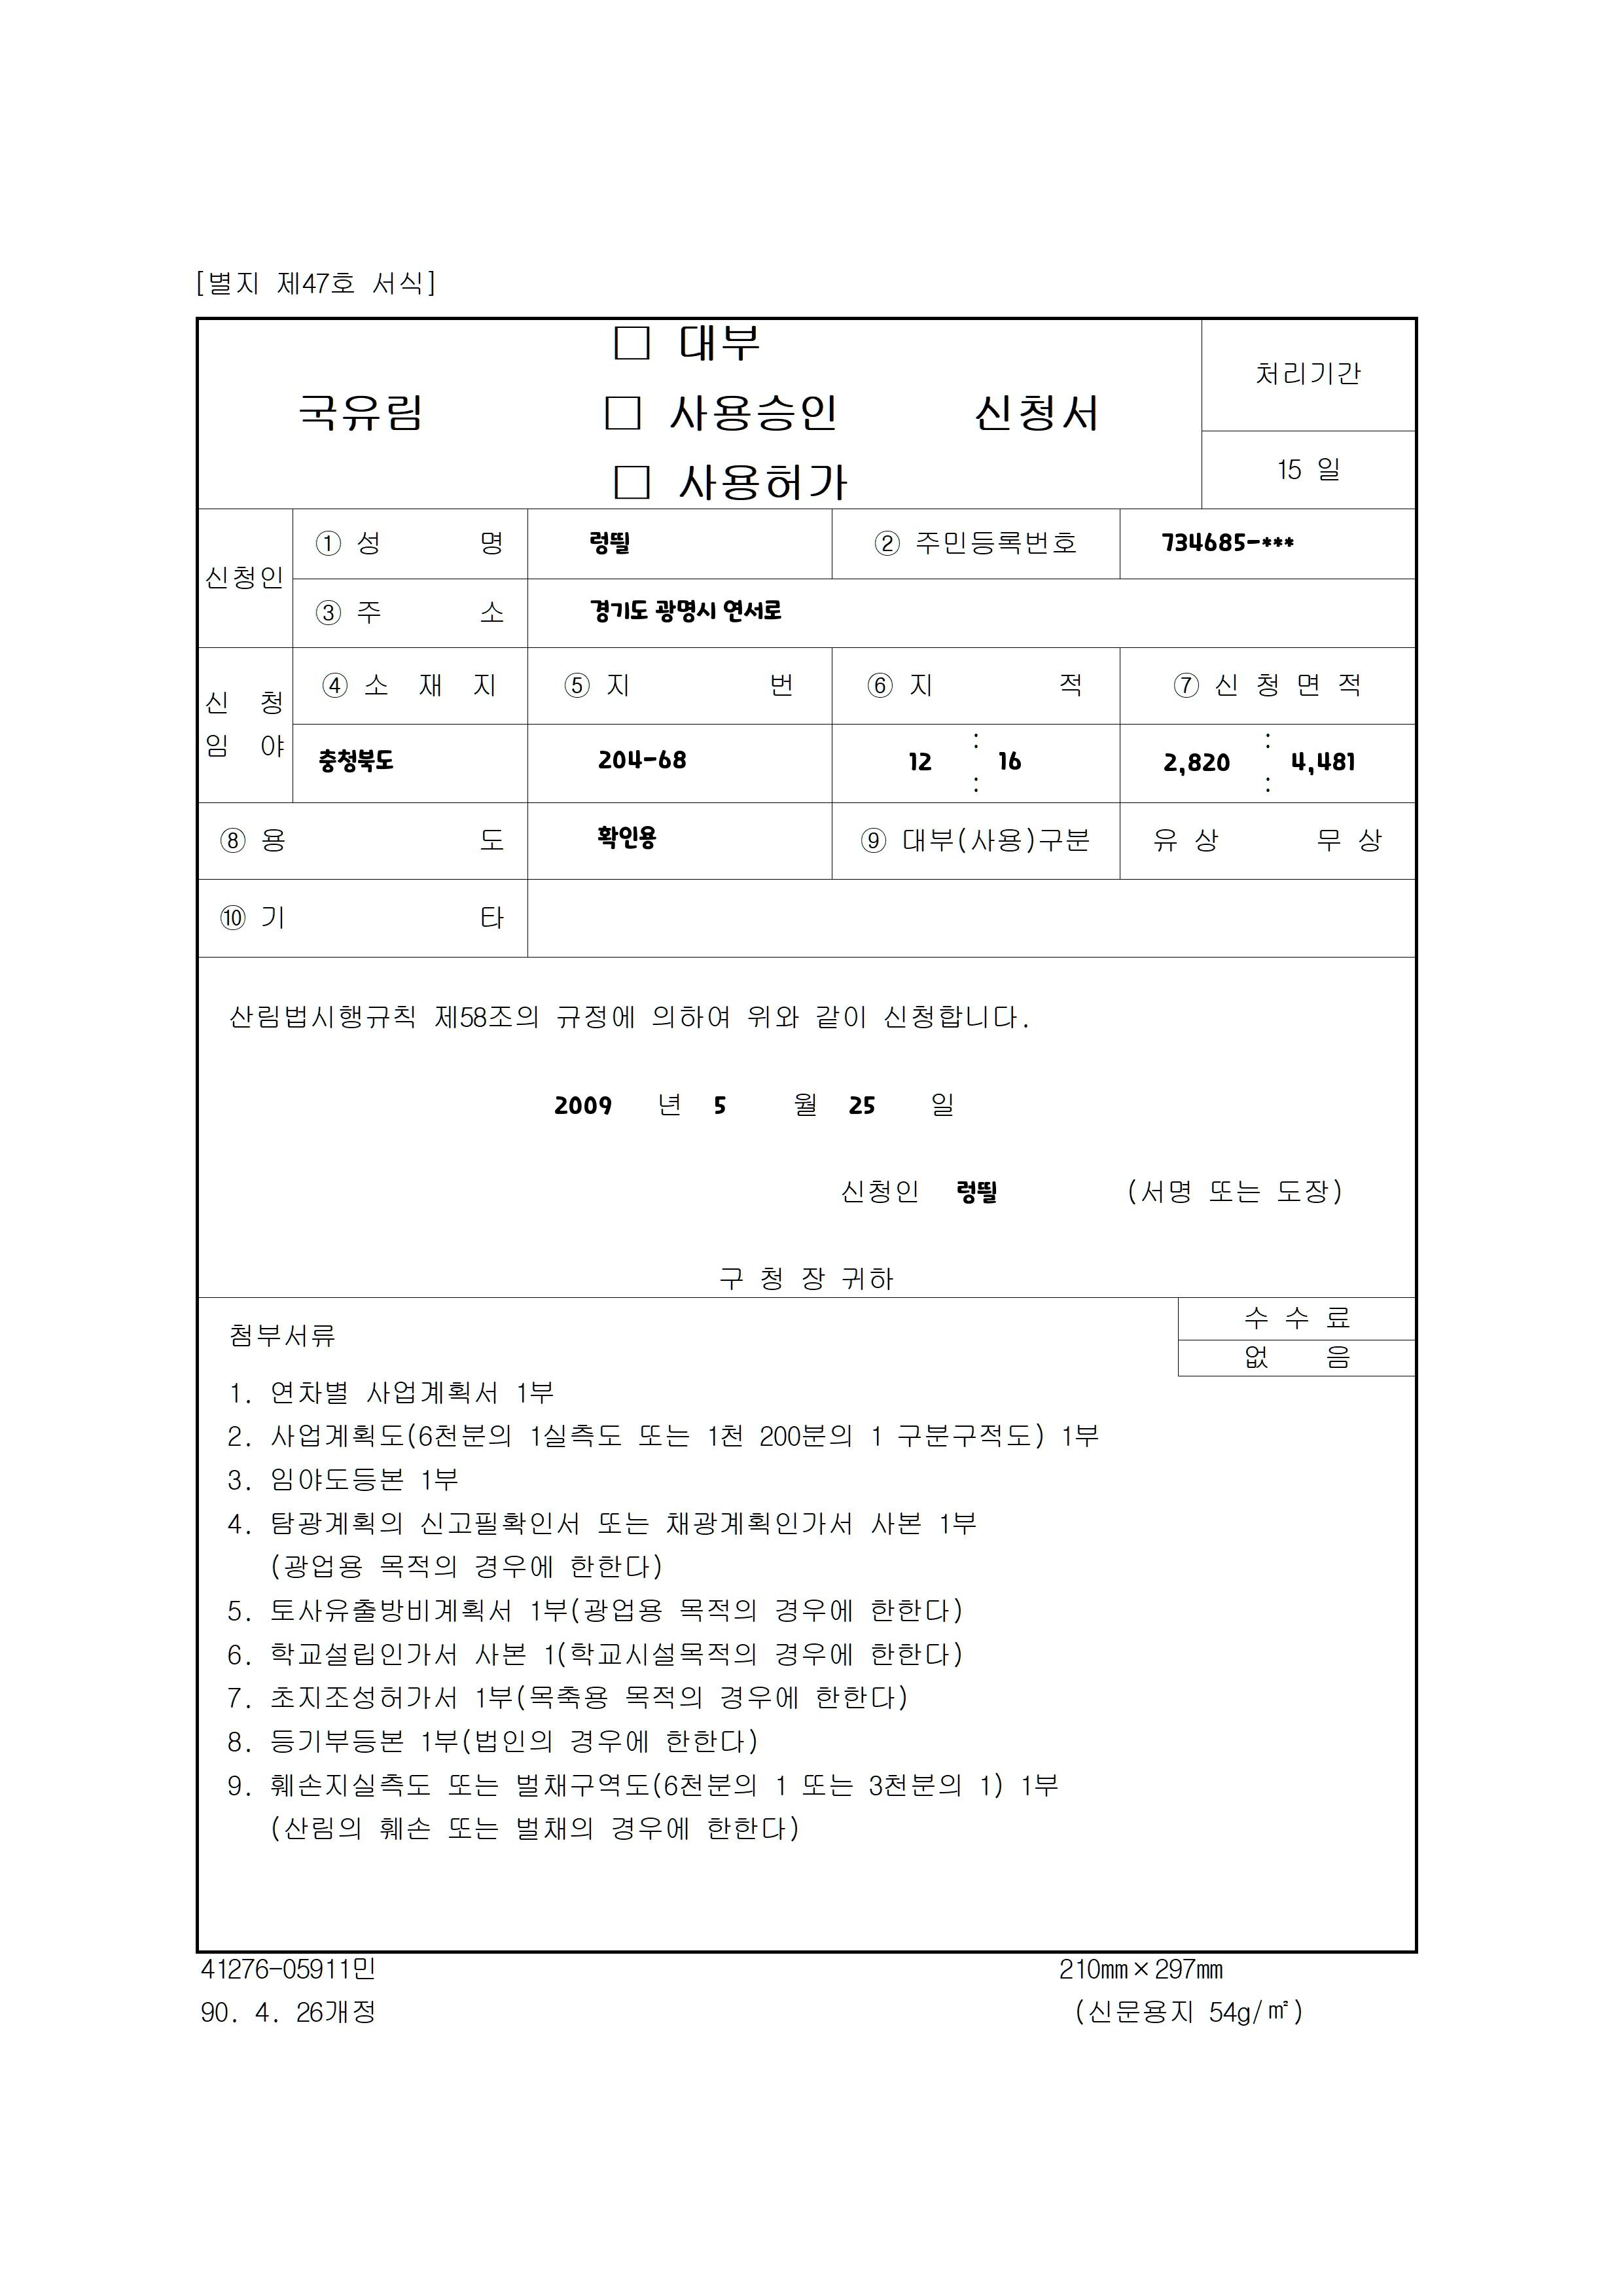 [별지 제47호 서식]
□ 대부
국유림 □ 사용승인 신청서
□ 사용허가
처리기간
15 일
신청인
① 성 명 렁띌 ② 주민등록번호 734685-***
③ 주 소 경기도 광명시 연서로
신 청
임 야
④ 소 재 지 ⑤ 지 번 ⑥ 지 적 ⑦ 신 청 면 적
충청북도 204-68 12 : 16 2,820 : 4,481
: :
⑧ 용 도 확인용 ⑨ 대부(사용)구분 유 상 무 상
⑩ 기 타
산림법시행규칙 제58조의 규정에 의하여 위와 같이 신청합니다.
2009 년 5 월 25 일
신청인 렁띌 (서명 또는 도장)
구 청 장 귀하
수 수 료
없 음
첨부서류
1. 연차별 사업계획서 1부
2. 사업계획도(6천분의 1실측도 또는 1천 200분의 1 구분구적도) 1부
3. 임야도등본 1부
4. 탐광계획의 신고필확인서 또는 채광계획인가서 사본 1부
(광업용 목적의 경우에 한한다)
5. 토사유출방비계획서 1부(광업용 목적의 경우에 한한다)
6. 학교설립인가서 사본 1(학교시설목적의 경우에 한한다)
7. 초지조성허가서 1부(목축용 목적의 경우에 한한다)
8. 등기부등본 1부(법인의 경우에 한한다)
9. 훼손지실측도 또는 벌채구역도(6천분의 1 또는 3천분의 1) 1부
(산림의 훼손 또는 벌채의 경우에 한한다)
41276-05911민 210㎜×297㎜
90. 4. 26개정 (신문용지 54g/㎡)